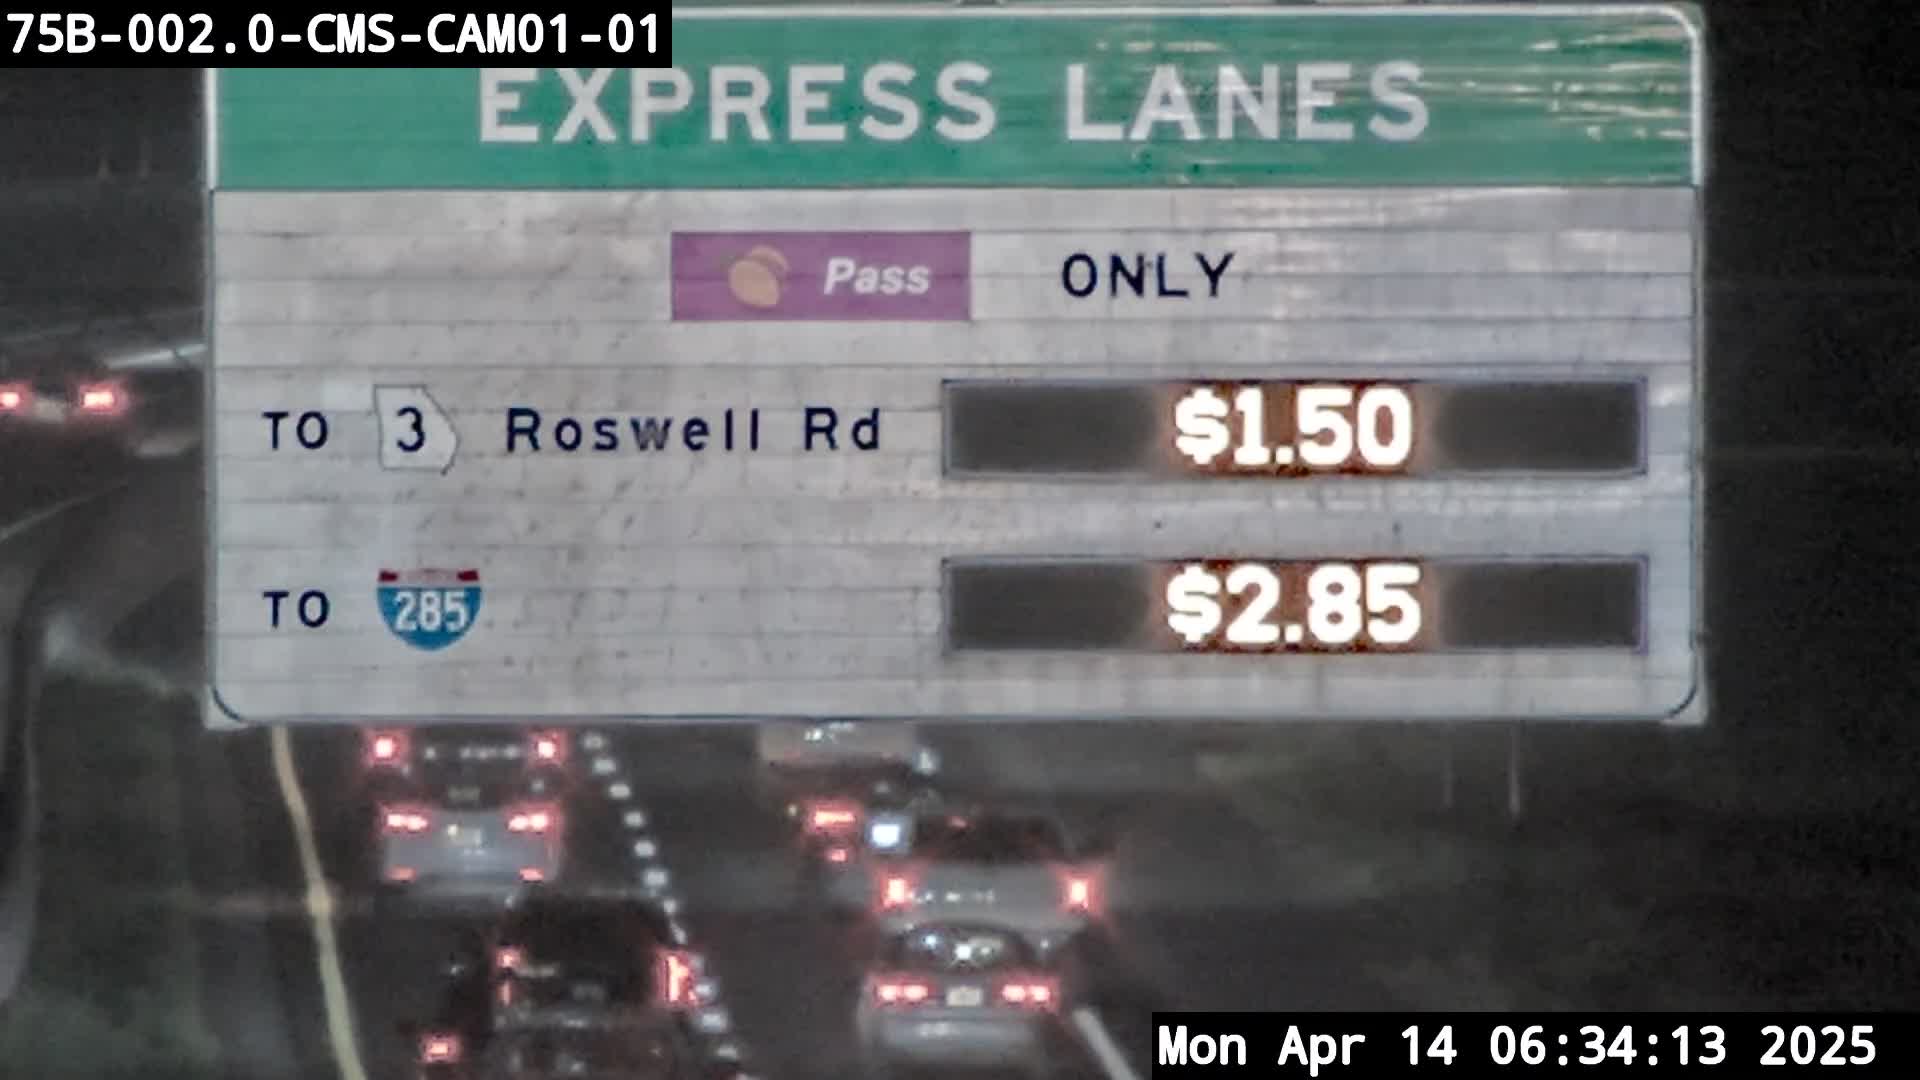 75B-002.0-CMS-CAM01-01
EXPRESS LANES
Pass ONLY
TO 3 Roswell Rd $1.50
TO 285 $2.85
Mon Apr 14 06:34:13 2025